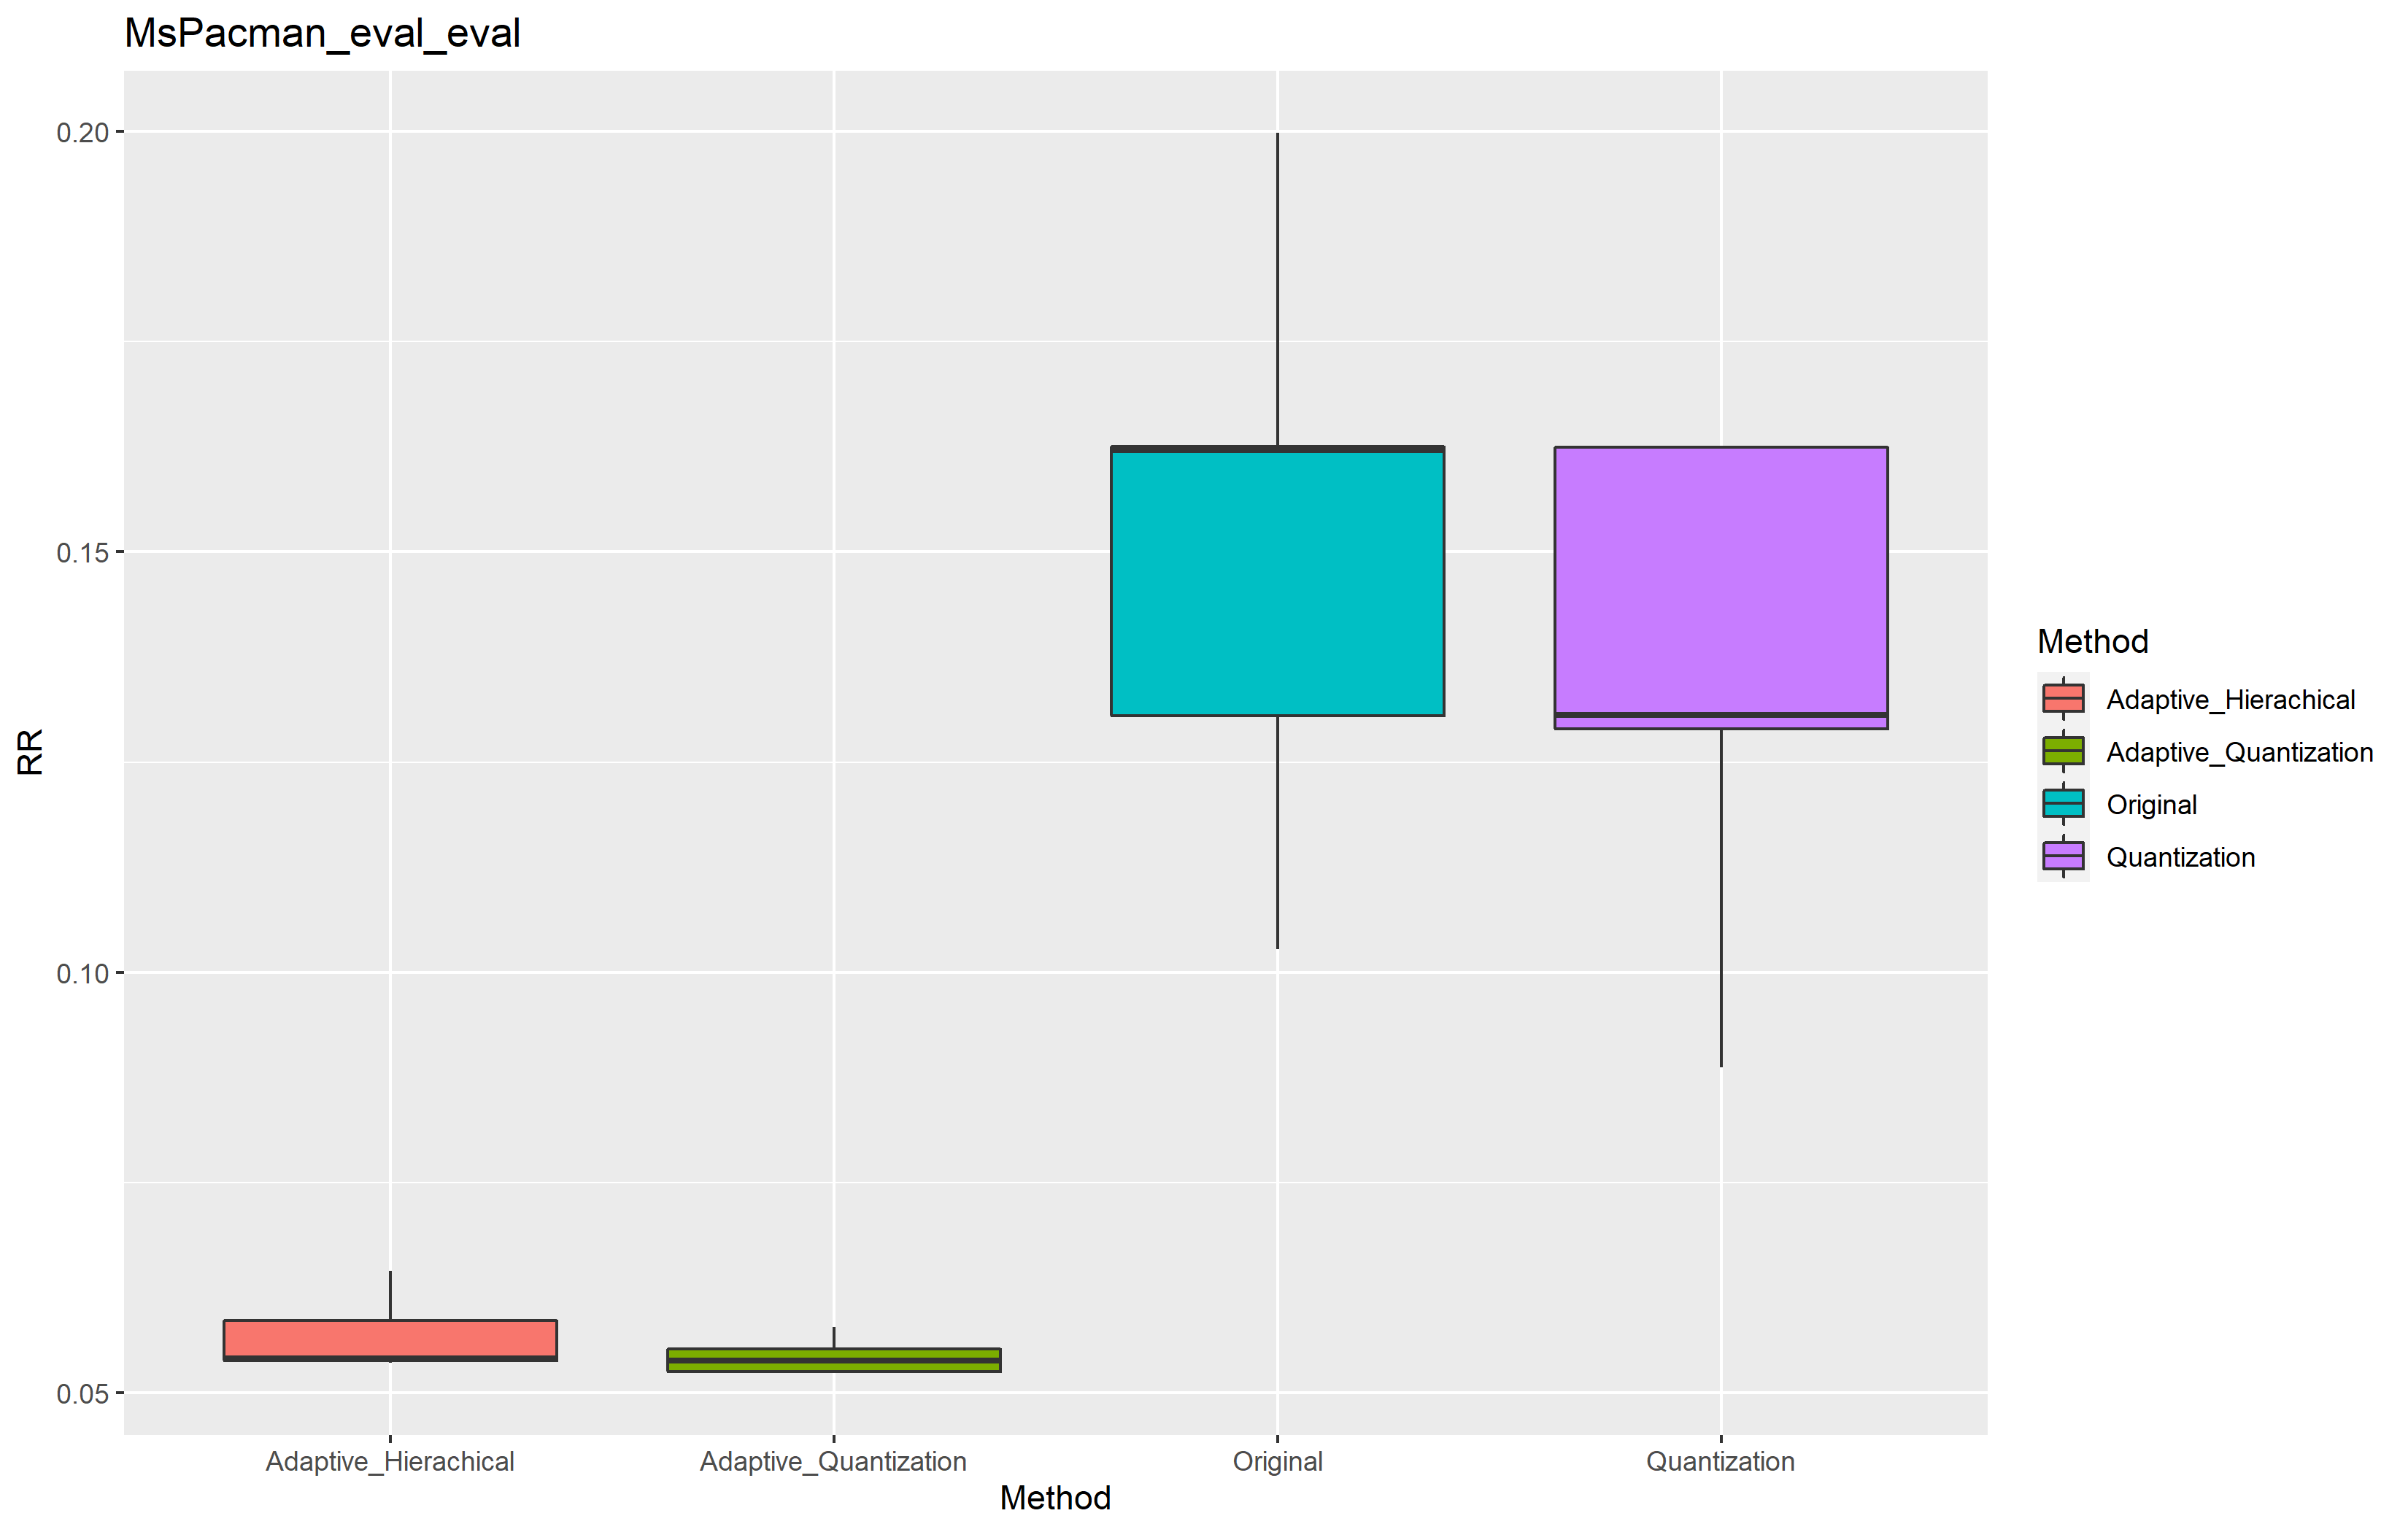 MsPacman_eval_eval
0.20
0.15
0.10
0.05
RR
Adaptive_Hierachical
Adaptive_Quantization
Original
Quantization
Method
Method
Adaptive_Hierachical
Adaptive_Quantization
Original
Quantization